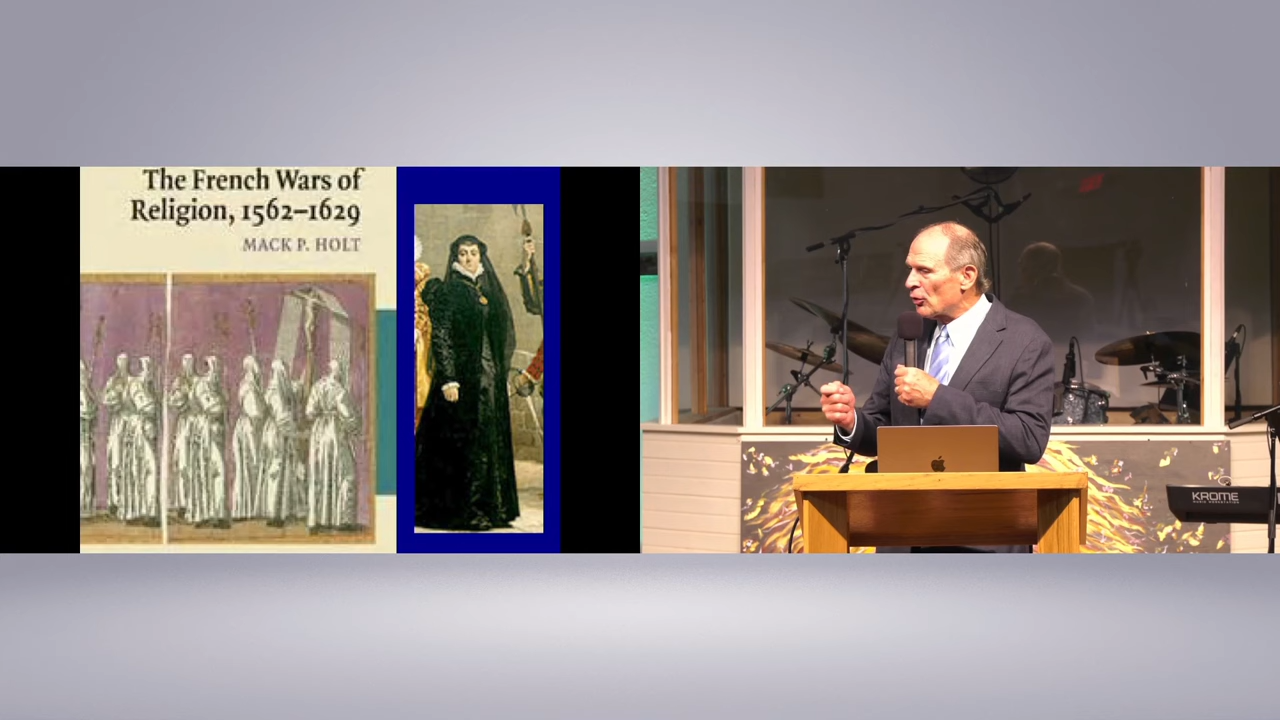 The French Wars of
Religion, 1562–1629
MACK P. HOLT
KROME